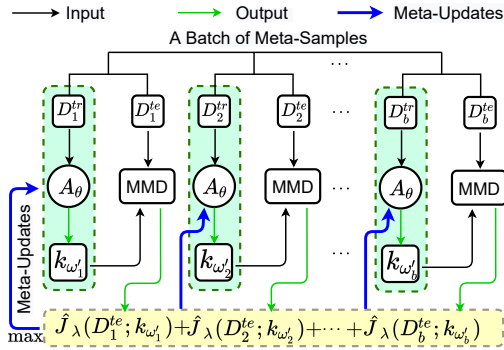 Input Output Meta-Updates
A Batch of Meta-Samples
...
D_1^{tr} D_1^{te} D_2^{tr} D_2^{te} D_b^{tr} D_b^{te}
...
A_θ MMD A_θ MMD ... A_θ MMD
Meta-Updates
k_{ω'_1} k_{ω'_2} ... k_{ω'_b}
max Ĵ_λ(D_1^{te}; k_{ω'_1}) + Ĵ_λ(D_2^{te}; k_{ω'_2}) + ⋯ + Ĵ_λ(D_b^{te}; k_{ω'_b})